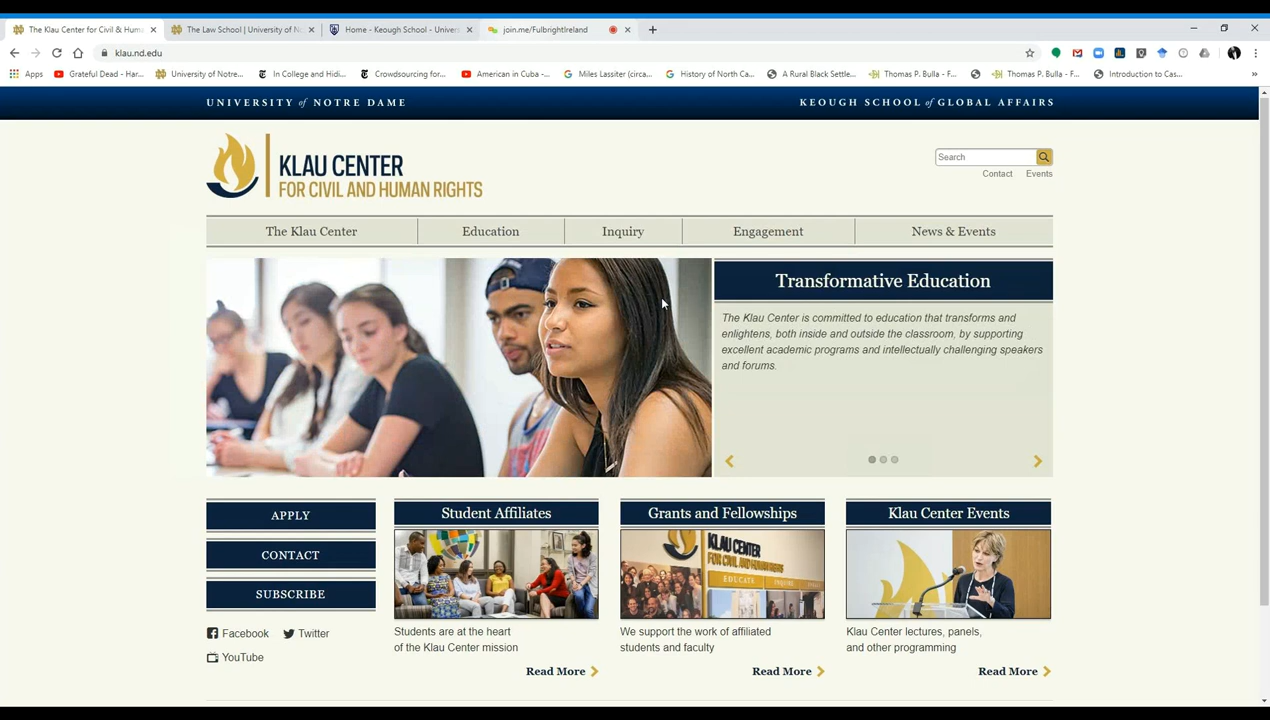 The Klau Center for Civil & Huma
The Law School | University of No
Home - Keough School - Univers
join.me/FulbrightIreland
klau.nd.edu
Apps
Grateful Dead - Har...
University of Notre...
In College and Hidi...
Crowdsourcing for...
American in Cuba -...
Miles Lassiter (circa...
History of North Ca...
A Rural Black Settle...
Thomas P. Bulla - F...
Thomas P. Bulla - F...
Introduction to Cas...
UNIVERSITY of NOTRE DAME
KEOUGH SCHOOL of GLOBAL AFFAIRS
KLAU CENTER
FOR CIVIL AND HUMAN RIGHTS
Search
Contact
Events
The Klau Center
Education
Inquiry
Engagement
News & Events
Transformative Education
The Klau Center is committed to education that transforms and
enlightens, both inside and outside the classroom, by supporting
excellent academic programs and intellectually challenging speakers
and forums.
APPLY
CONTACT
SUBSCRIBE
Facebook
Twitter
YouTube
Student Affiliates
Students are at the heart
of the Klau Center mission
Read More
Grants and Fellowships
KLAU CENTER
FOR CIVIL AND HUMAN RIGHTS
EDUCATE
INQUIRE
We support the work of affiliated
students and faculty
Read More
Klau Center Events
Klau Center lectures, panels,
and other programming
Read More